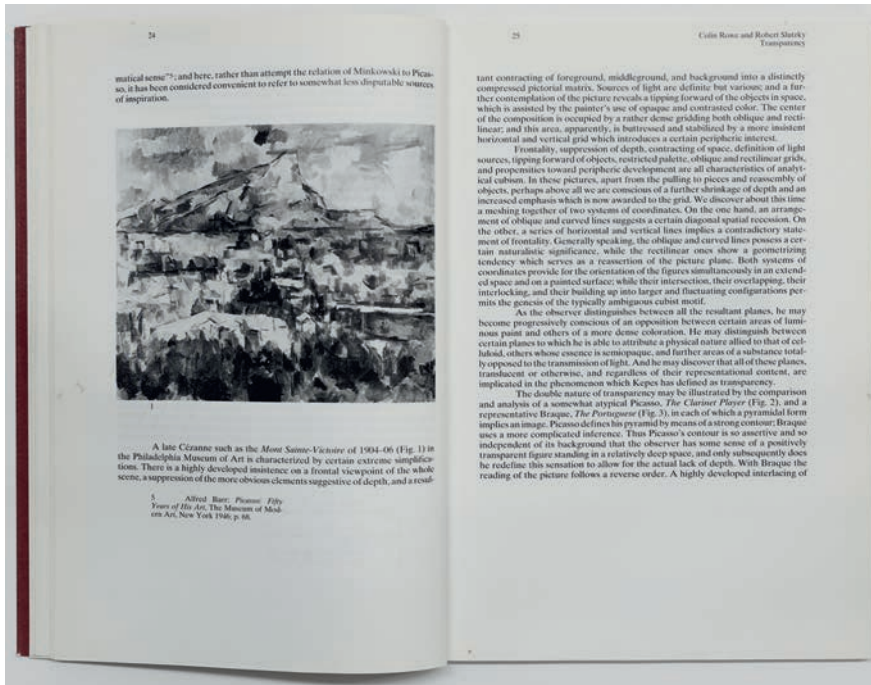 24
matical sense"⁵; and here, rather than attempt the relation of Minkowski to Picas-
so, it has been considered convenient to refer to somewhat less disputable sources
of inspiration.
1
A late Cézanne such as the Mont Sainte-Victoire of 1904–06 (Fig. 1) in
the Philadelphia Museum of Art is characterized by certain extreme simplifica-
tions. There is a highly developed insistence on a frontal viewpoint of the whole
scene, a suppression of the more obvious elements suggestive of depth, and a resul-
5 Alfred Barr: Picasso: Fifty
Years of His Art, The Museum of Mod-
ern Art, New York 1946; p. 68.
25
Colin Rowe and Robert Slutzky
Transparency
tant contracting of foreground, middleground, and background into a distinctly
compressed pictorial matrix. Sources of light are definite but various; and a fur-
ther contemplation of the picture reveals a tipping forward of the objects in space,
which is assisted by the painter's use of opaque and contrasted color. The center
of the composition is occupied by a rather dense gridding both oblique and recti-
linear; and this area, apparently, is buttressed and stabilized by a more insistent
horizontal and vertical grid which introduces a certain peripheric interest.
Frontality, suppression of depth, contracting of space, definition of light
sources, tipping forward of objects, restricted palette, oblique and rectilinear grids,
and propensities toward peripheric development are all characteristics of analyt-
ical cubism. In these pictures, apart from the pulling to pieces and reassembly of
objects, perhaps above all we are conscious of a further shrinkage of depth and an
increased emphasis which is now awarded to the grid. We discover about this time
a meshing together of two systems of coordinates. On the one hand, an arrange-
ment of oblique and curved lines suggests a certain diagonal spatial recession. On
the other, a series of horizontal and vertical lines implies a contradictory state-
ment of frontality. Generally speaking, the oblique and curved lines possess a cer-
tain naturalistic significance, while the rectilinear ones show a geometrizing
tendency which serves as a reassertion of the picture plane. Both systems of
coordinates provide for the orientation of the figures simultaneously in an extend-
ed space and on a painted surface; while their intersection, their overlapping, their
interlocking, and their building up into larger and fluctuating configurations per-
mits the genesis of the typically ambiguous cubist motif.
As the observer distinguishes between all the resultant planes, he may
become progressively conscious of an opposition between certain areas of lumi-
nous paint and others of a more dense coloration. He may distinguish between
certain planes to which he is able to attribute a physical nature allied to that of cel-
luloid, others whose essence is semiopaque, and further areas of a substance total-
ly opposed to the transmission of light. And he may discover that all of these planes,
translucent or otherwise, and regardless of their representational content, are
implicated in the phenomenon which Kepes has defined as transparency.
The double nature of transparency may be illustrated by the comparison
and analysis of a somewhat atypical Picasso, The Clarinet Player (Fig. 2), and a
representative Braque, The Portuguese (Fig. 3), in each of which a pyramidal form
implies an image. Picasso defines his pyramid by means of a strong contour; Braque
uses a more complicated inference. Thus Picasso's contour is so assertive and so
independent of its background that the observer has some sense of a positively
transparent figure standing in a relatively deep space, and only subsequently does
he redefine this sensation to allow for the actual lack of depth. With Braque the
reading of the picture follows a reverse order. A highly developed interlacing of